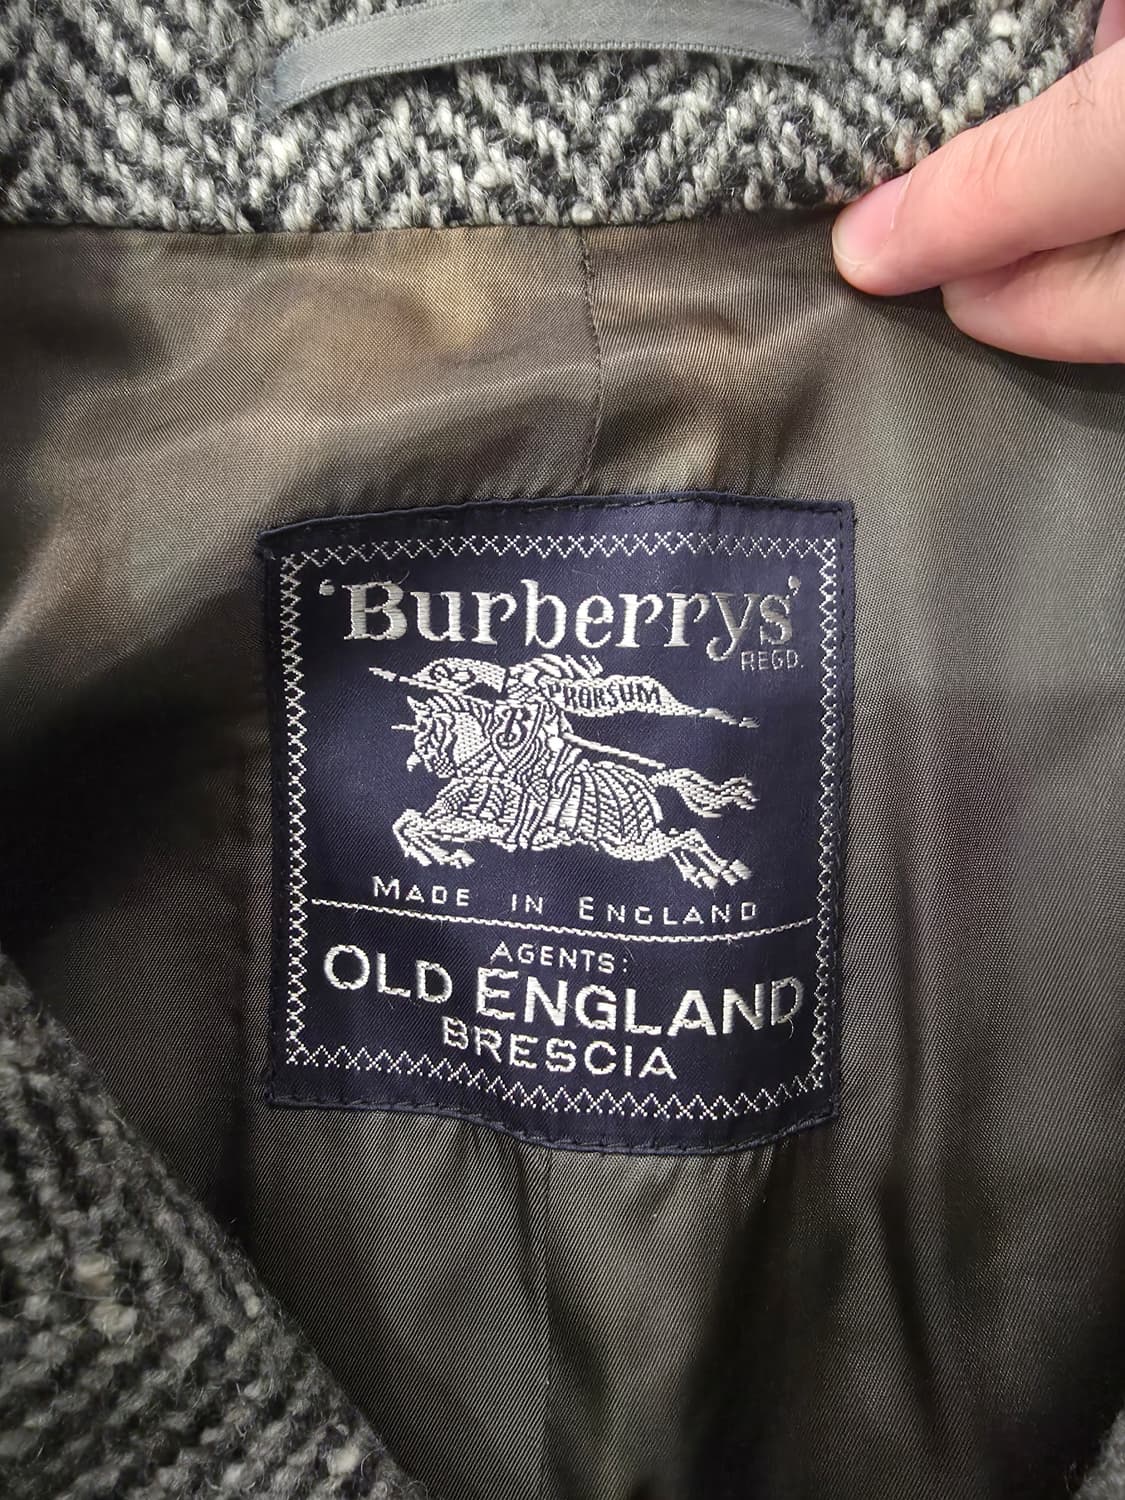 'Burberrys'
REGD.
PRORSUM
B
MADE IN ENGLAND
AGENTS:
OLD ENGLAND
BRESCIA